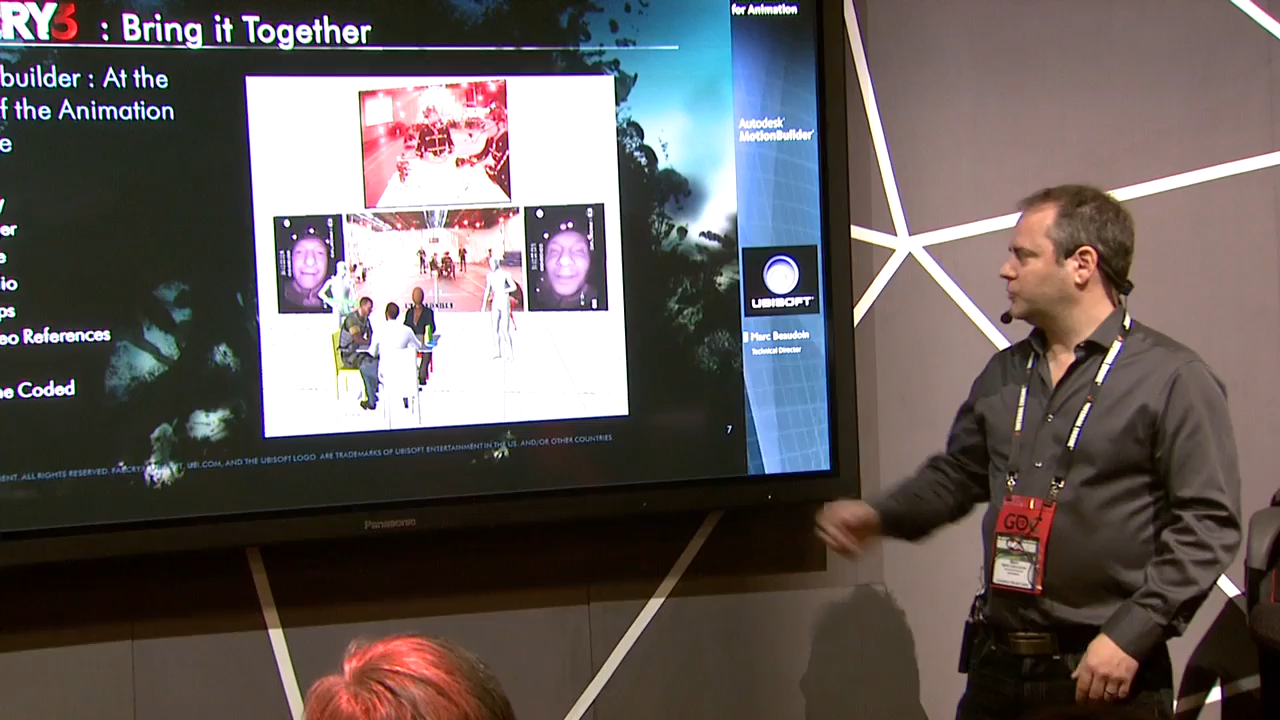 RY3 : Bring it Together
builder : At the
f the Animation
e
y
er
e
io
ps
eo References
ne Coded
ENT. ALL RIGHTS RESERVED. FAR CRY, UBISOFT, UBI.COM, AND THE UBISOFT LOGO ARE TRADEMARKS OF UBISOFT ENTERTAINMENT IN THE US AND/OR OTHER COUNTRIES
7
for Animation
Autodesk
MotionBuilder
UBISOFT
Marc Beaudoin
Technical Director
Panasonic
GDC